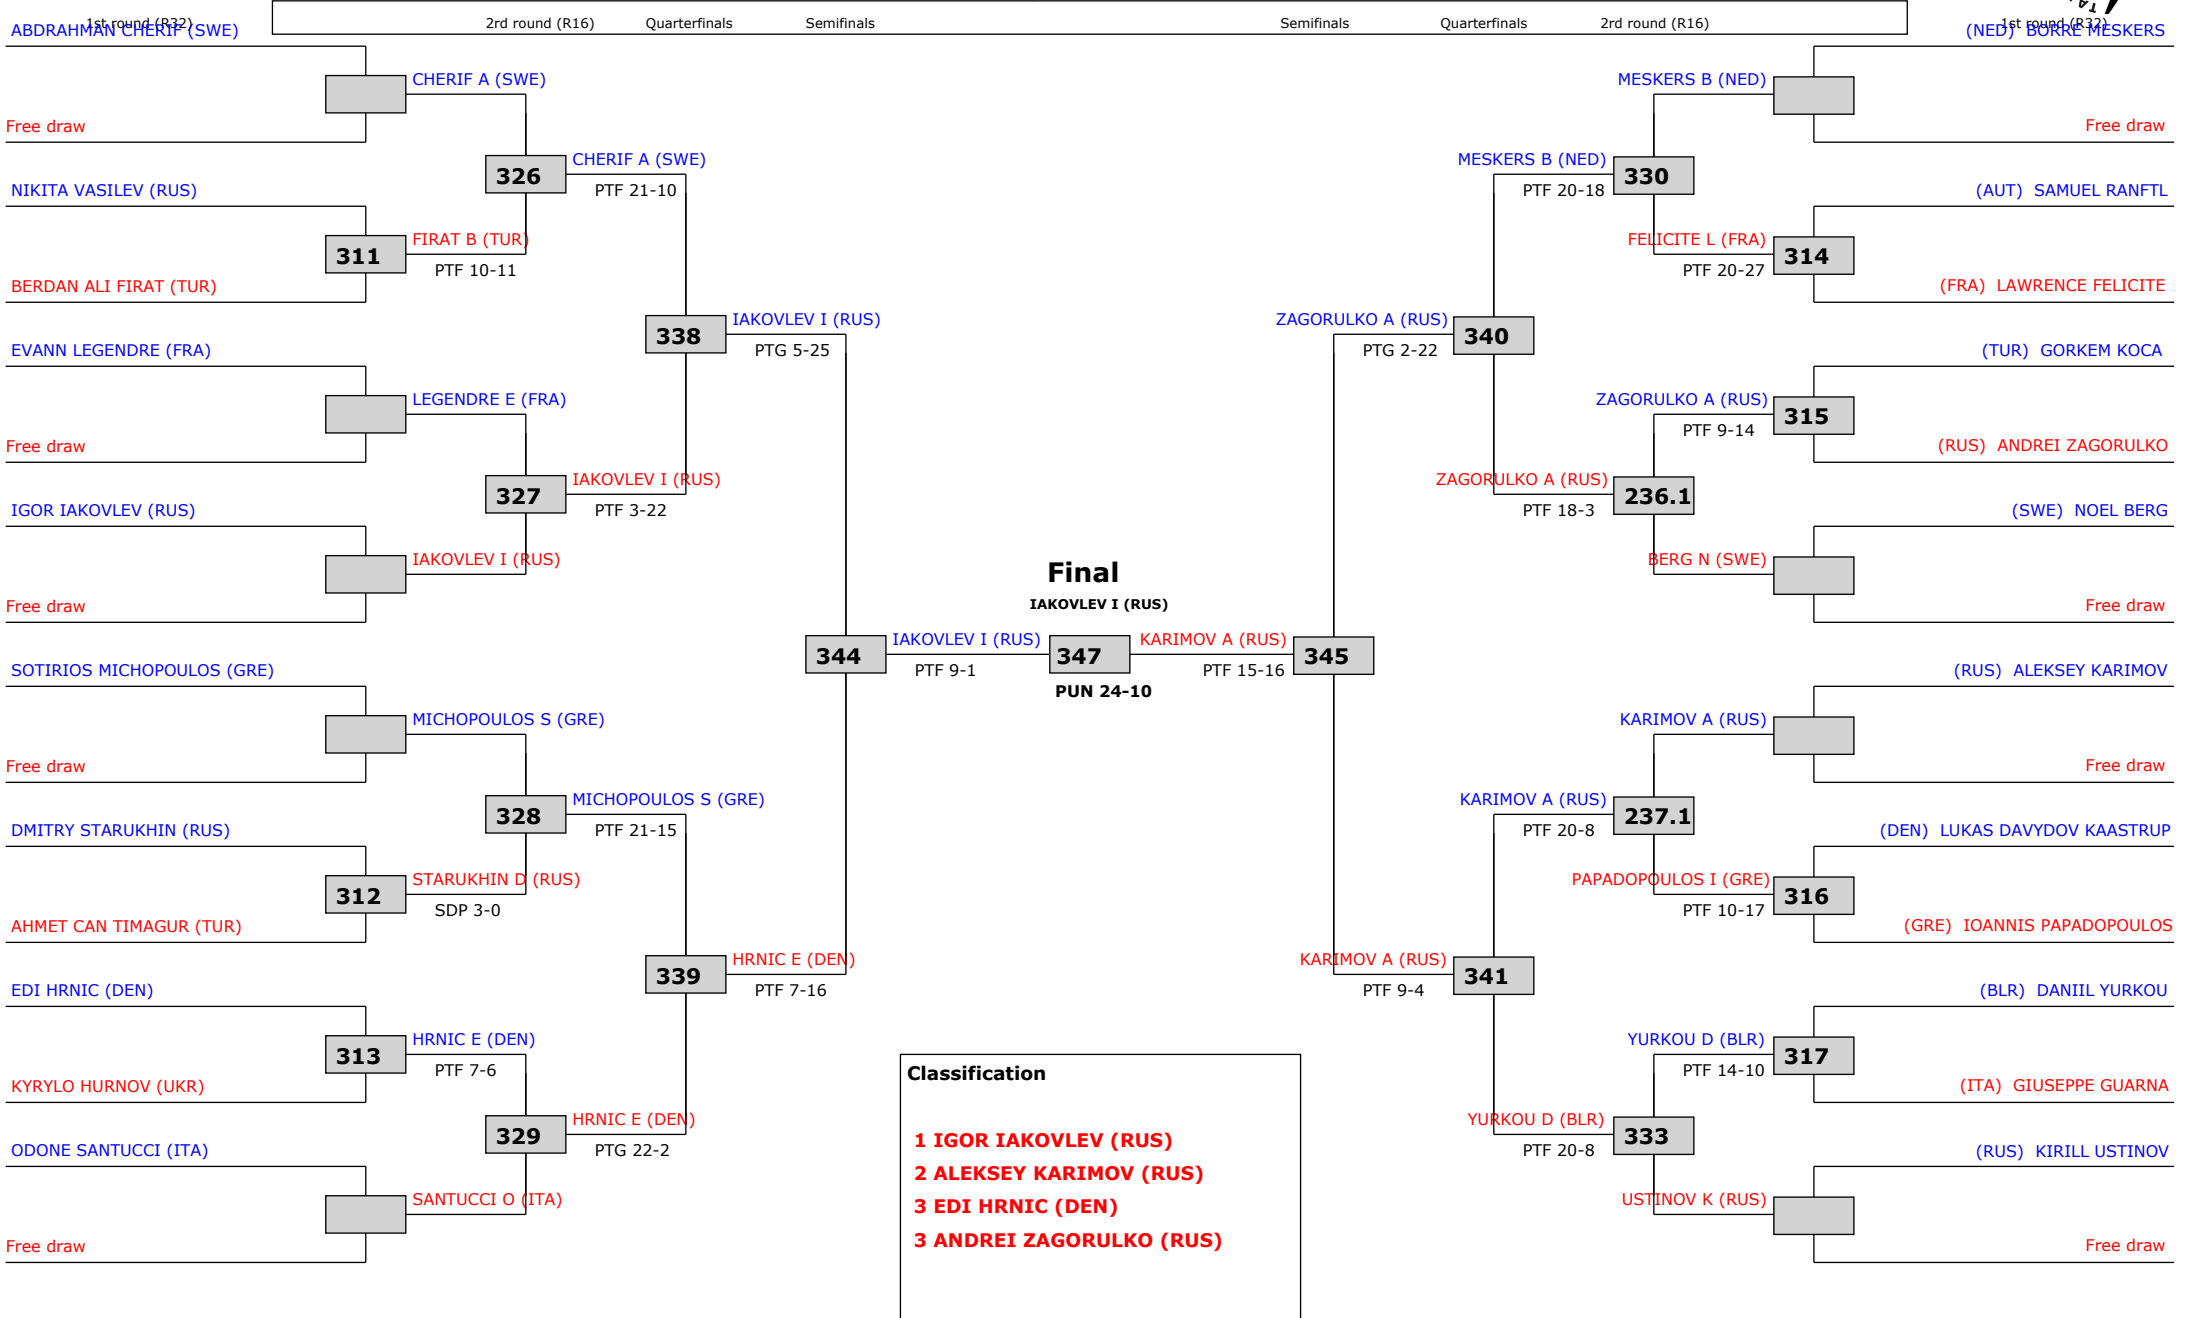 1st round (R32)
2rd round (R16)
Quarterfinals
Semifinals
Semifinals
Quarterfinals
2rd round (R16)
1st round (R32)
ABDRAHMAN CHERIF (SWE)
Free draw
NIKITA VASILEV (RUS)
BERDAN ALI FIRAT (TUR)
EVANN LEGENDRE (FRA)
Free draw
IGOR IAKOVLEV (RUS)
Free draw
SOTIRIOS MICHOPOULOS (GRE)
Free draw
DMITRY STARUKHIN (RUS)
AHMET CAN TIMAGUR (TUR)
EDI HRNIC (DEN)
KYRYLO HURNOV (UKR)
ODONE SANTUCCI (ITA)
Free draw
CHERIF A (SWE)
311
FIRAT B (TUR)
PTF 10-11
LEGENDRE E (FRA)
IAKOVLEV I (RUS)
MICHOPOULOS S (GRE)
312
STARUKHIN D (RUS)
SDP 3-0
313
HRNIC E (DEN)
PTF 7-6
SANTUCCI O (ITA)
326
CHERIF A (SWE)
PTF 21-10
327
IAKOVLEV I (RUS)
PTF 3-22
328
MICHOPOULOS S (GRE)
PTF 21-15
329
HRNIC E (DEN)
PTG 22-2
338
IAKOVLEV I (RUS)
PTG 5-25
339
HRNIC E (DEN)
PTF 7-16
344
IAKOVLEV I (RUS)
PTF 9-1
Final
IAKOVLEV I (RUS)
347
PUN 24-10
KARIMOV A (RUS)
PTF 15-16
345
ZAGORULKO A (RUS)
PTG 2-22
340
KARIMOV A (RUS)
PTF 9-4
341
MESKERS B (NED)
PTF 20-18
330
ZAGORULKO A (RUS)
PTF 18-3
236.1
KARIMOV A (RUS)
PTF 20-8
237.1
YURKOU D (BLR)
PTF 20-8
333
MESKERS B (NED)
FELICITE L (FRA)
PTF 20-27
314
ZAGORULKO A (RUS)
PTF 9-14
315
BERG N (SWE)
KARIMOV A (RUS)
PAPADOPOULOS I (GRE)
PTF 10-17
316
YURKOU D (BLR)
PTF 14-10
317
USTINOV K (RUS)
(NED) BORRE MESKERS
Free draw
(AUT) SAMUEL RANFTL
(FRA) LAWRENCE FELICITE
(TUR) GORKEM KOCA
(RUS) ANDREI ZAGORULKO
(SWE) NOEL BERG
Free draw
(RUS) ALEKSEY KARIMOV
Free draw
(DEN) LUKAS DAVYDOV KAASTRUP
(GRE) IOANNIS PAPADOPOULOS
(BLR) DANIIL YURKOU
(ITA) GIUSEPPE GUARNA
(RUS) KIRILL USTINOV
Free draw
Classification
1 IGOR IAKOVLEV (RUS)
2 ALEKSEY KARIMOV (RUS)
3 EDI HRNIC (DEN)
3 ANDREI ZAGORULKO (RUS)